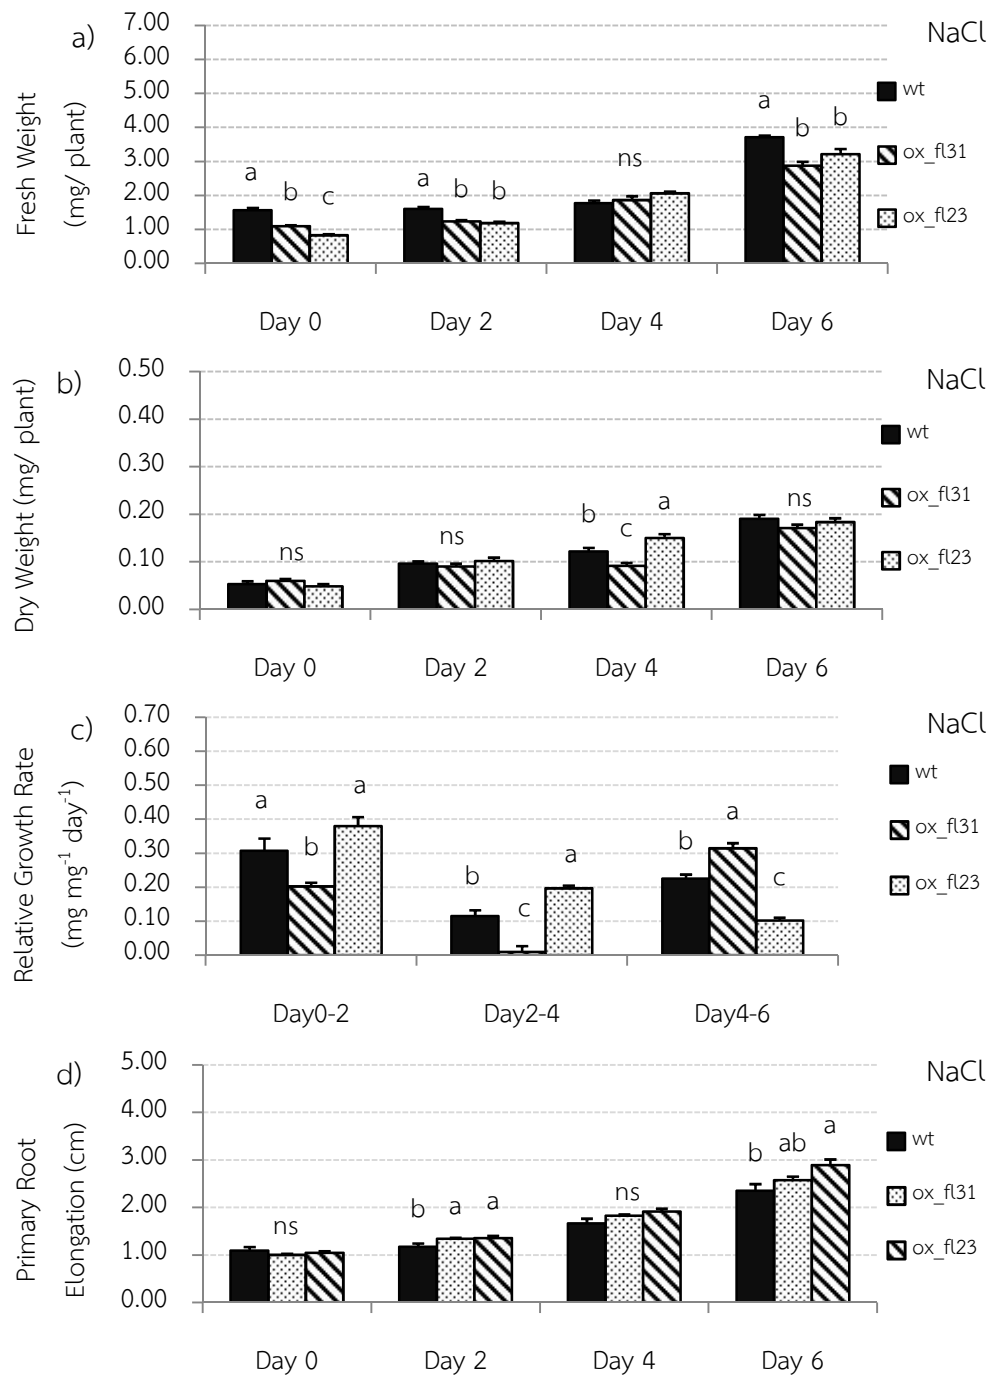 a)
NaCl
Fresh Weight
(mg/ plant)
7.00
6.00
5.00
4.00
3.00
2.00
1.00
0.00
a
b
c
a
b
b
ns
a
b
b
wt
ox_fl31
ox_fl23
Day 0
Day 2
Day 4
Day 6
b)
NaCl
Dry Weight (mg/ plant)
0.50
0.40
0.30
0.20
0.10
0.00
ns
ns
b
c
a
ns
wt
ox_fl31
ox_fl23
Day 0
Day 2
Day 4
Day 6
c)
NaCl
Relative Growth Rate
(mg mg⁻¹ day⁻¹)
0.70
0.60
0.50
0.40
0.30
0.20
0.10
0.00
a
b
a
b
c
a
b
a
c
wt
ox_fl31
ox_fl23
Day0-2
Day2-4
Day4-6
d)
NaCl
Primary Root
Elongation (cm)
5.00
4.00
3.00
2.00
1.00
0.00
ns
b
a
a
ns
b
ab
a
wt
ox_fl31
ox_fl23
Day 0
Day 2
Day 4
Day 6